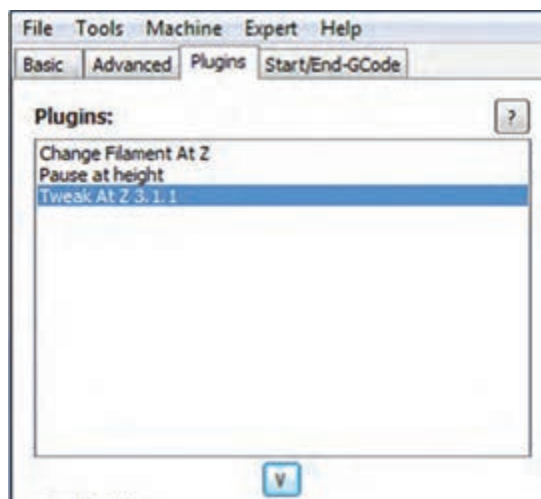 File Tools Machine Expert Help
Basic Advanced Plugins Start/End-GCode
Plugins: ?
Change Filament At Z
Pause at height
Tweak At Z 3.1.1
V